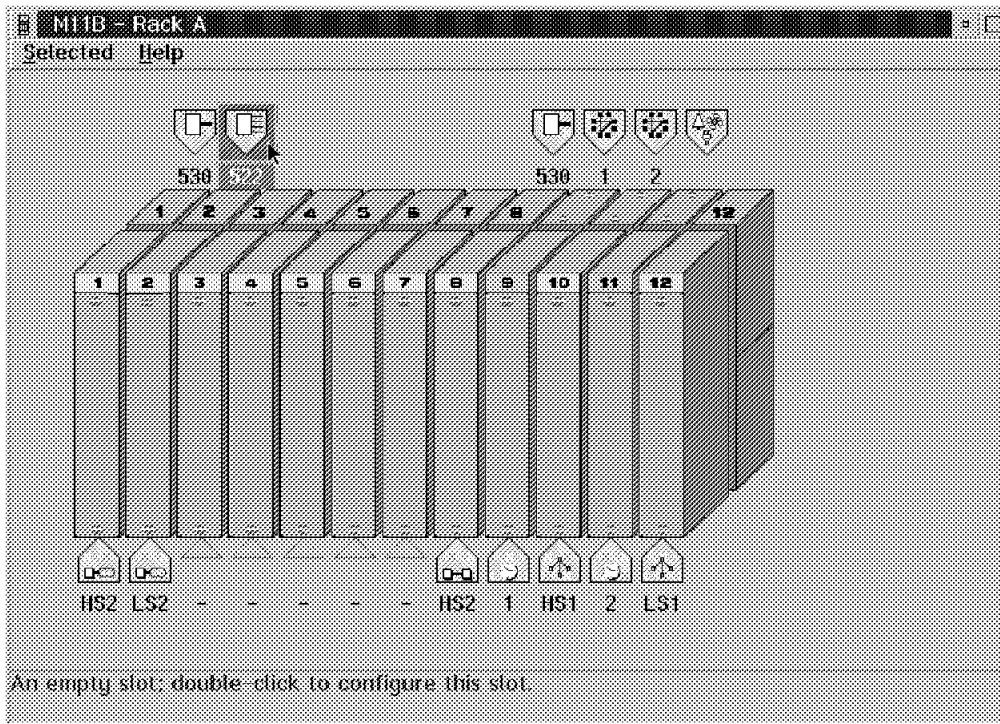 M11B - Rack A
Selected Help
530 1 2
530
1 2 3 4 5 6 7 8 12
1 2 3 4 5 6 7 8 9 10 11 12
HS2 LS2 - - - - - HS2 1 HS1 2 LS1
An empty slot; double-click to configure this slot.